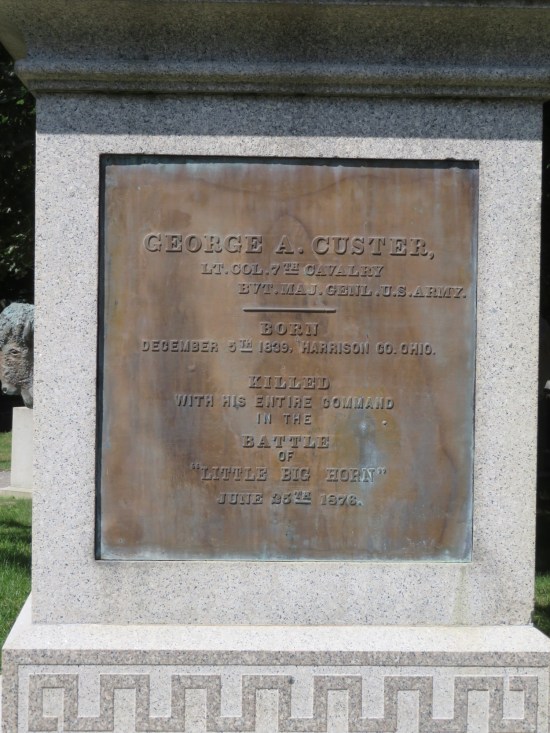 GEORGE A. CUSTER,
LT. COL. 7TH CAVALRY
BVT. MAJ. GENL. U.S. ARMY.
BORN
DECEMBER 5TH 1839. HARRISON CO. OHIO.
KILLED
WITH HIS ENTIRE COMMAND
IN THE
BATTLE
OF
"LITTLE BIG HORN"
JUNE 25TH 1876.